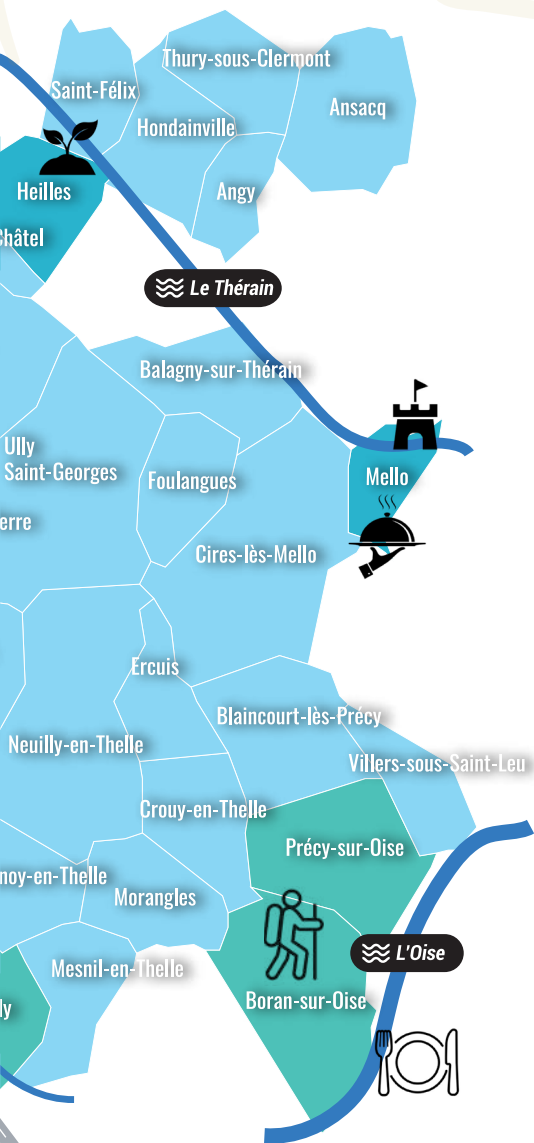 Thury-sous-Clermont
Saint-Félix
Ansacq
Hondainville
Heilles
Angy
Châtel
Le Thérain
Balagny-sur-Thérain
Ully
Saint-Georges
Foulangues
Mello
erre
Cires-lès-Mello
Ercuis
Blaincourt-lès-Précy
Neuilly-en-Thelle
Villers-sous-Saint-Leu
Crouy-en-Thelle
Précy-sur-Oise
noy-en-Thelle
Morangles
L'Oise
Mesnil-en-Thelle
Boran-sur-Oise
ly